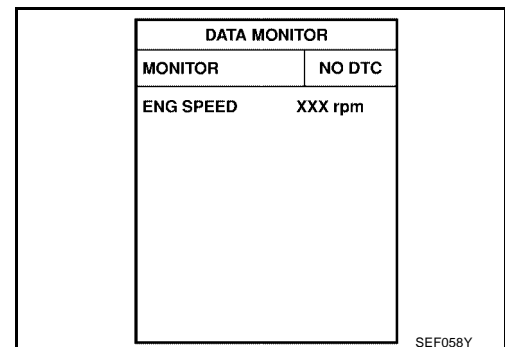 DATA MONITOR
MONITOR NO DTC
ENG SPEED XXX rpm
SEF058Y